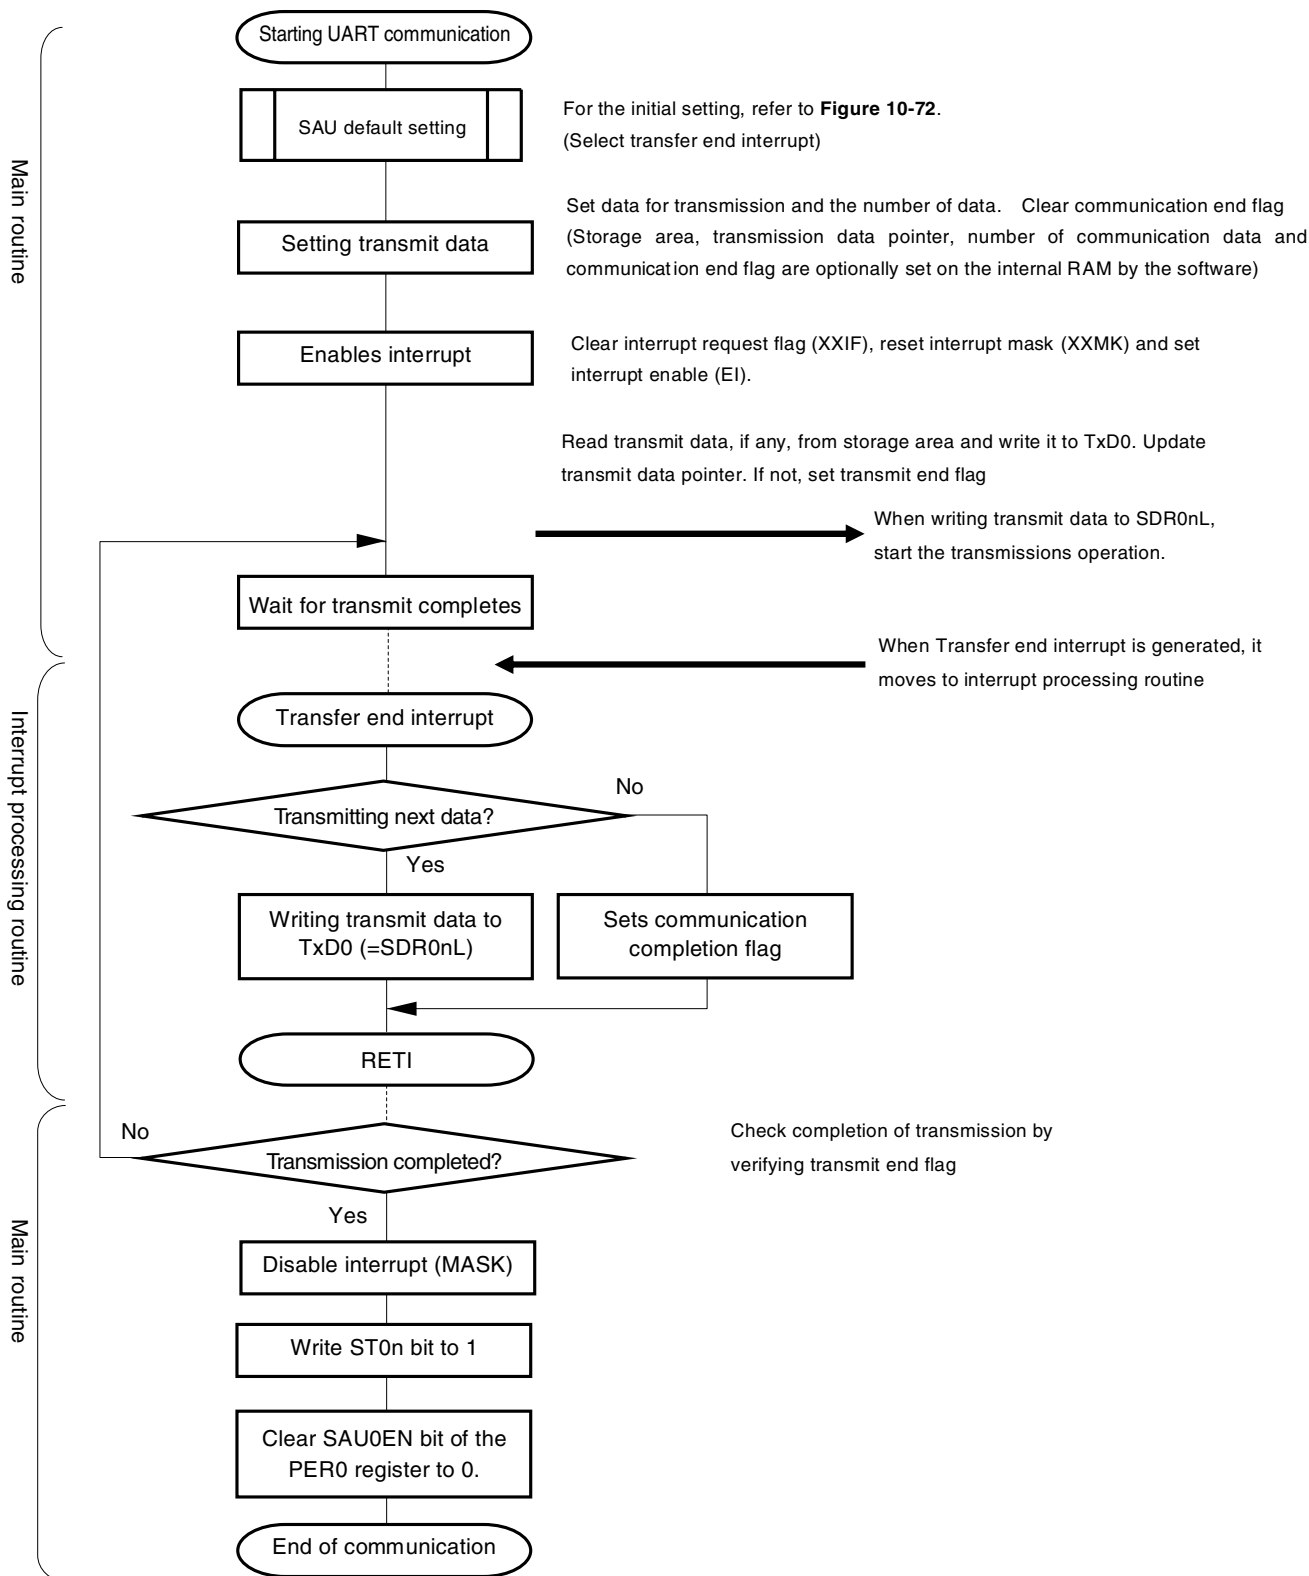 Starting UART communication
SAU default setting
For the initial setting, refer to Figure 10-72.
(Select transfer end interrupt)
Main routine
Setting transmit data
Set data for transmission and the number of data. Clear communication end flag
(Storage area, transmission data pointer, number of communication data and
communication end flag are optionally set on the internal RAM by the software)
Enables interrupt
Clear interrupt request flag (XXIF), reset interrupt mask (XXMK) and set
interrupt enable (EI).
Read transmit data, if any, from storage area and write it to TxD0. Update
transmit data pointer. If not, set transmit end flag
When writing transmit data to SDR0nL,
start the transmissions operation.
Wait for transmit completes
When Transfer end interrupt is generated, it
moves to interrupt processing routine
Interrupt processing routine
Transfer end interrupt
Transmitting next data?
No
Yes
Writing transmit data to
TxD0 (=SDR0nL)
Sets communication
completion flag
RETI
No
Transmission completed?
Check completion of transmission by
verifying transmit end flag
Yes
Main routine
Disable interrupt (MASK)
Write ST0n bit to 1
Clear SAU0EN bit of the
PER0 register to 0.
End of communication